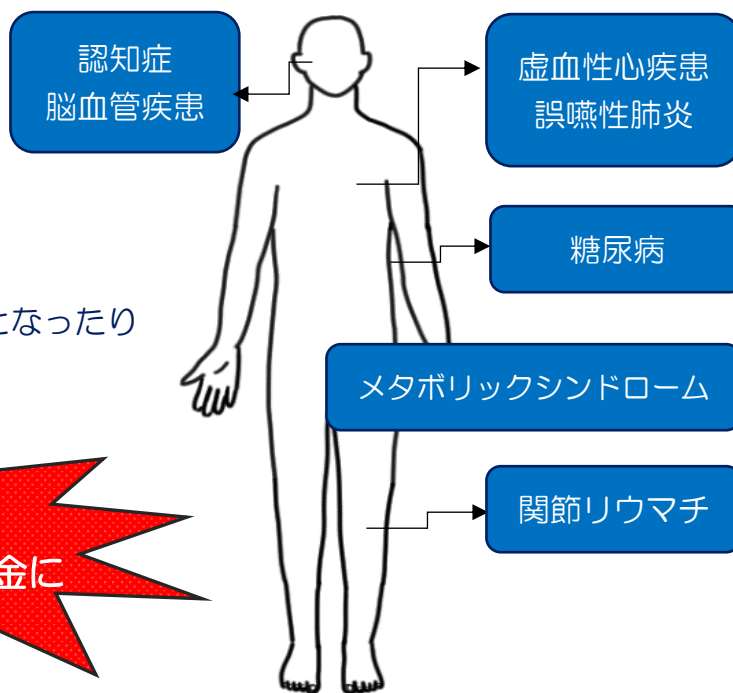 認知症
脳血管疾患
虚血性心疾患
誤嚥性肺炎
糖尿病
になったり
メタボリックシンドローム
関節リウマチ
金に